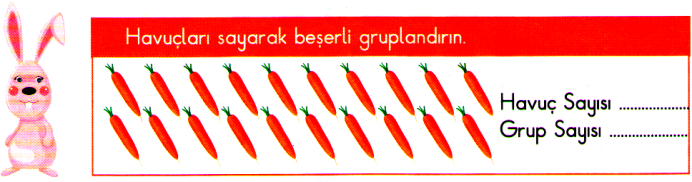 Havuçları sayarak beşerli gruplandırın.
Havuç Sayısı ..................
Grup Sayısı ....................